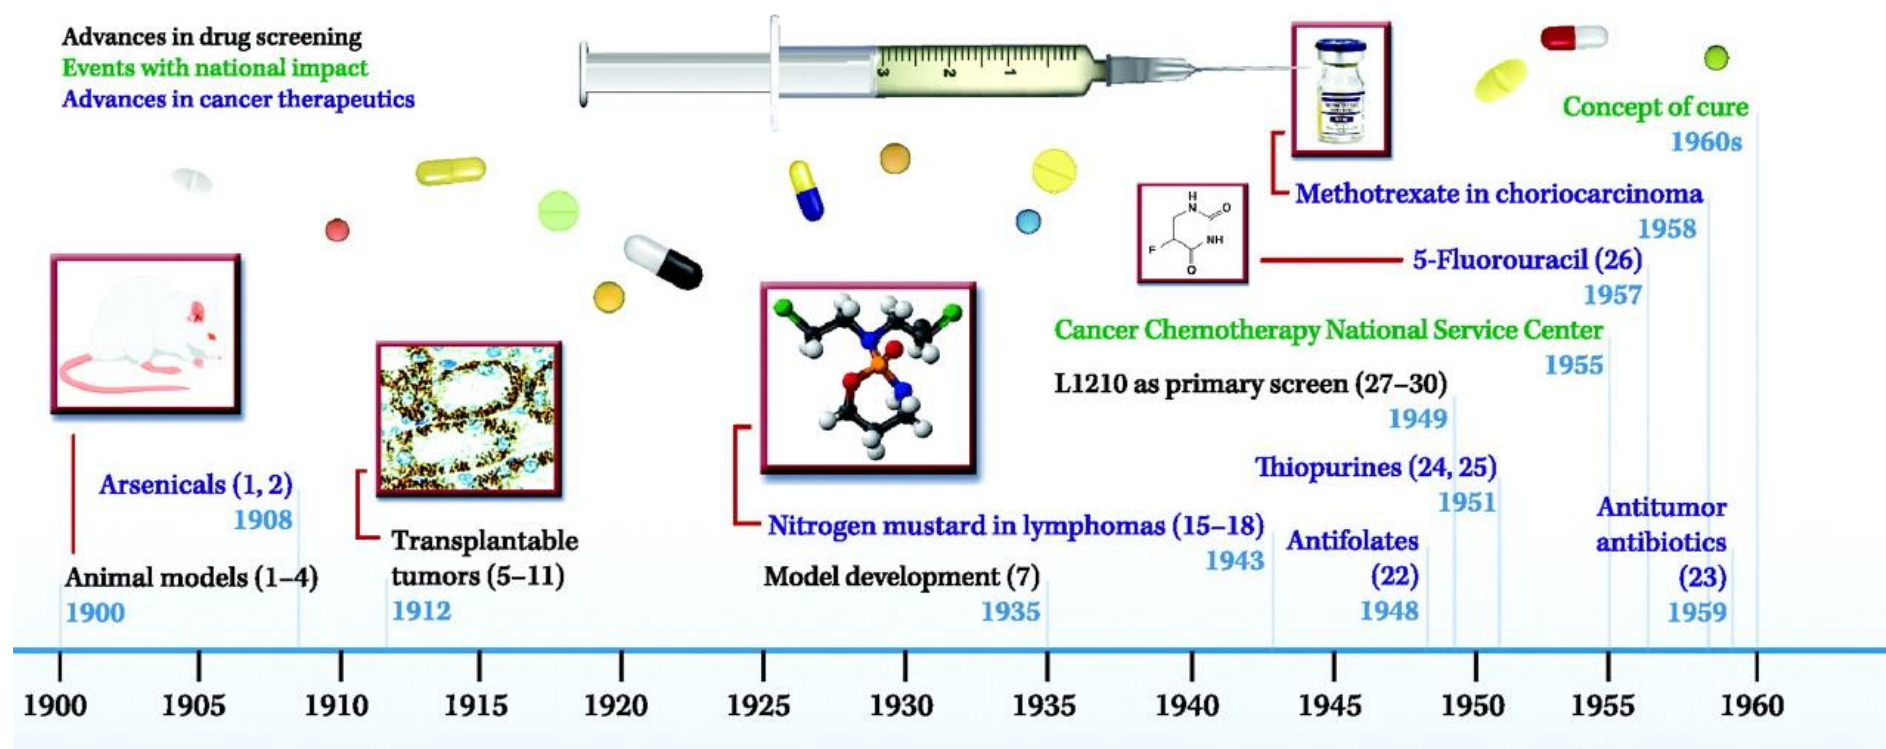 Advances in drug screening
Events with national impact
Advances in cancer therapeutics
3 2 1
Concept of cure
1960s
Methotrexate in choriocarcinoma
1958
H
N
O
NH
F
O
5-Fluorouracil (26)
1957
Cancer Chemotherapy National Service Center
1955
L1210 as primary screen (27–30)
1949
Thiopurines (24, 25)
1951
Arsenicals (1, 2)
1908
Animal models (1–4)
1900
Transplantable
tumors (5–11)
1912
Nitrogen mustard in lymphomas (15–18)
1943
Model development (7)
1935
Antifolates
(22)
1948
Antitumor
antibiotics
(23)
1959
1900 1905 1910 1915 1920 1925 1930 1935 1940 1945 1950 1955 1960